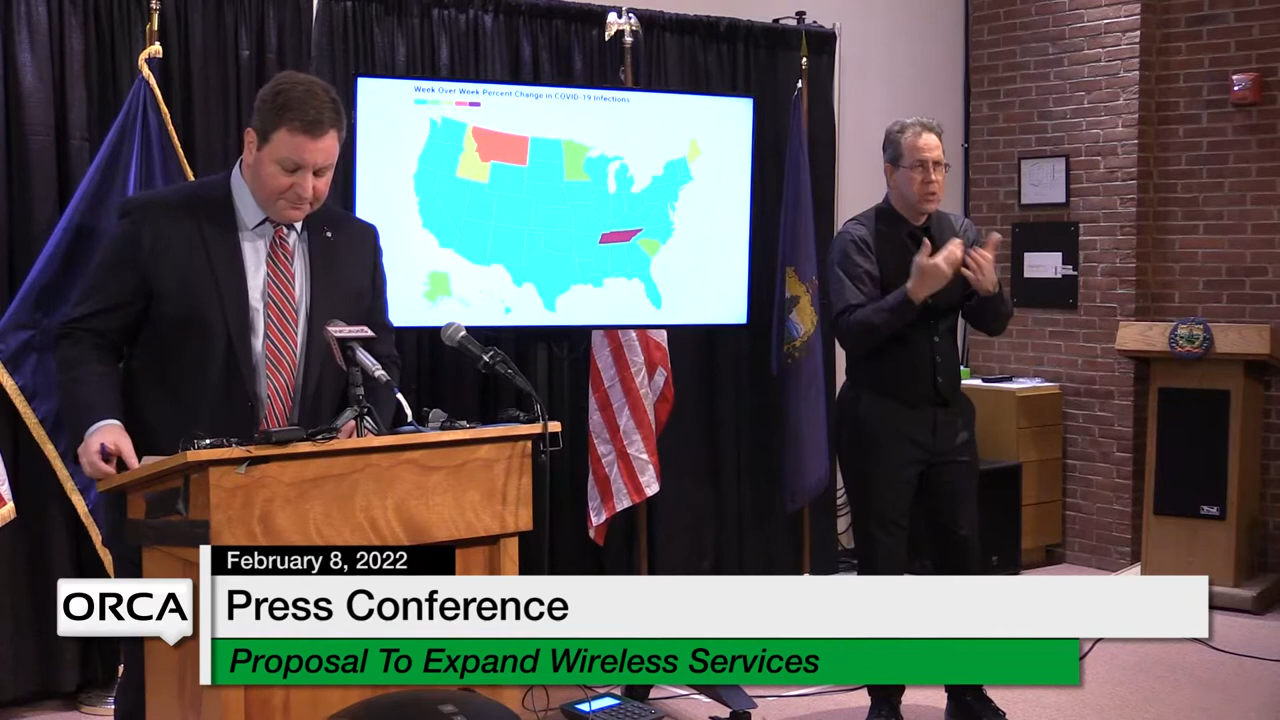 Week Over Week Percent Change in COVID-19 Infections
WCAX3
February 8, 2022
ORCA
Press Conference
Proposal To Expand Wireless Services